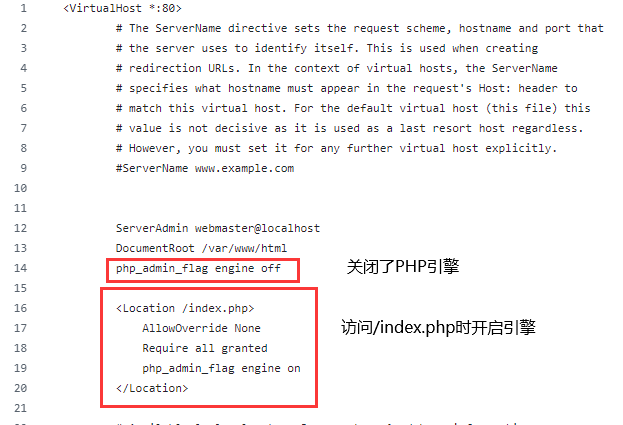 1 <VirtualHost *:80>
2 # The ServerName directive sets the request scheme, hostname and port that
3 # the server uses to identify itself. This is used when creating
4 # redirection URLs. In the context of virtual hosts, the ServerName
5 # specifies what hostname must appear in the request's Host: header to
6 # match this virtual host. For the default virtual host (this file) this
7 # value is not decisive as it is used as a last resort host regardless.
8 # However, you must set it for any further virtual host explicitly.
9 #ServerName www.example.com
10
11
12 ServerAdmin webmaster@localhost
13 DocumentRoot /var/www/html
14 php_admin_flag engine off 关闭了PHP引擎
15
16 <Location /index.php>
17 AllowOverride None 访问/index.php时开启引擎
18 Require all granted
19 php_admin_flag engine on
20 </Location>
21